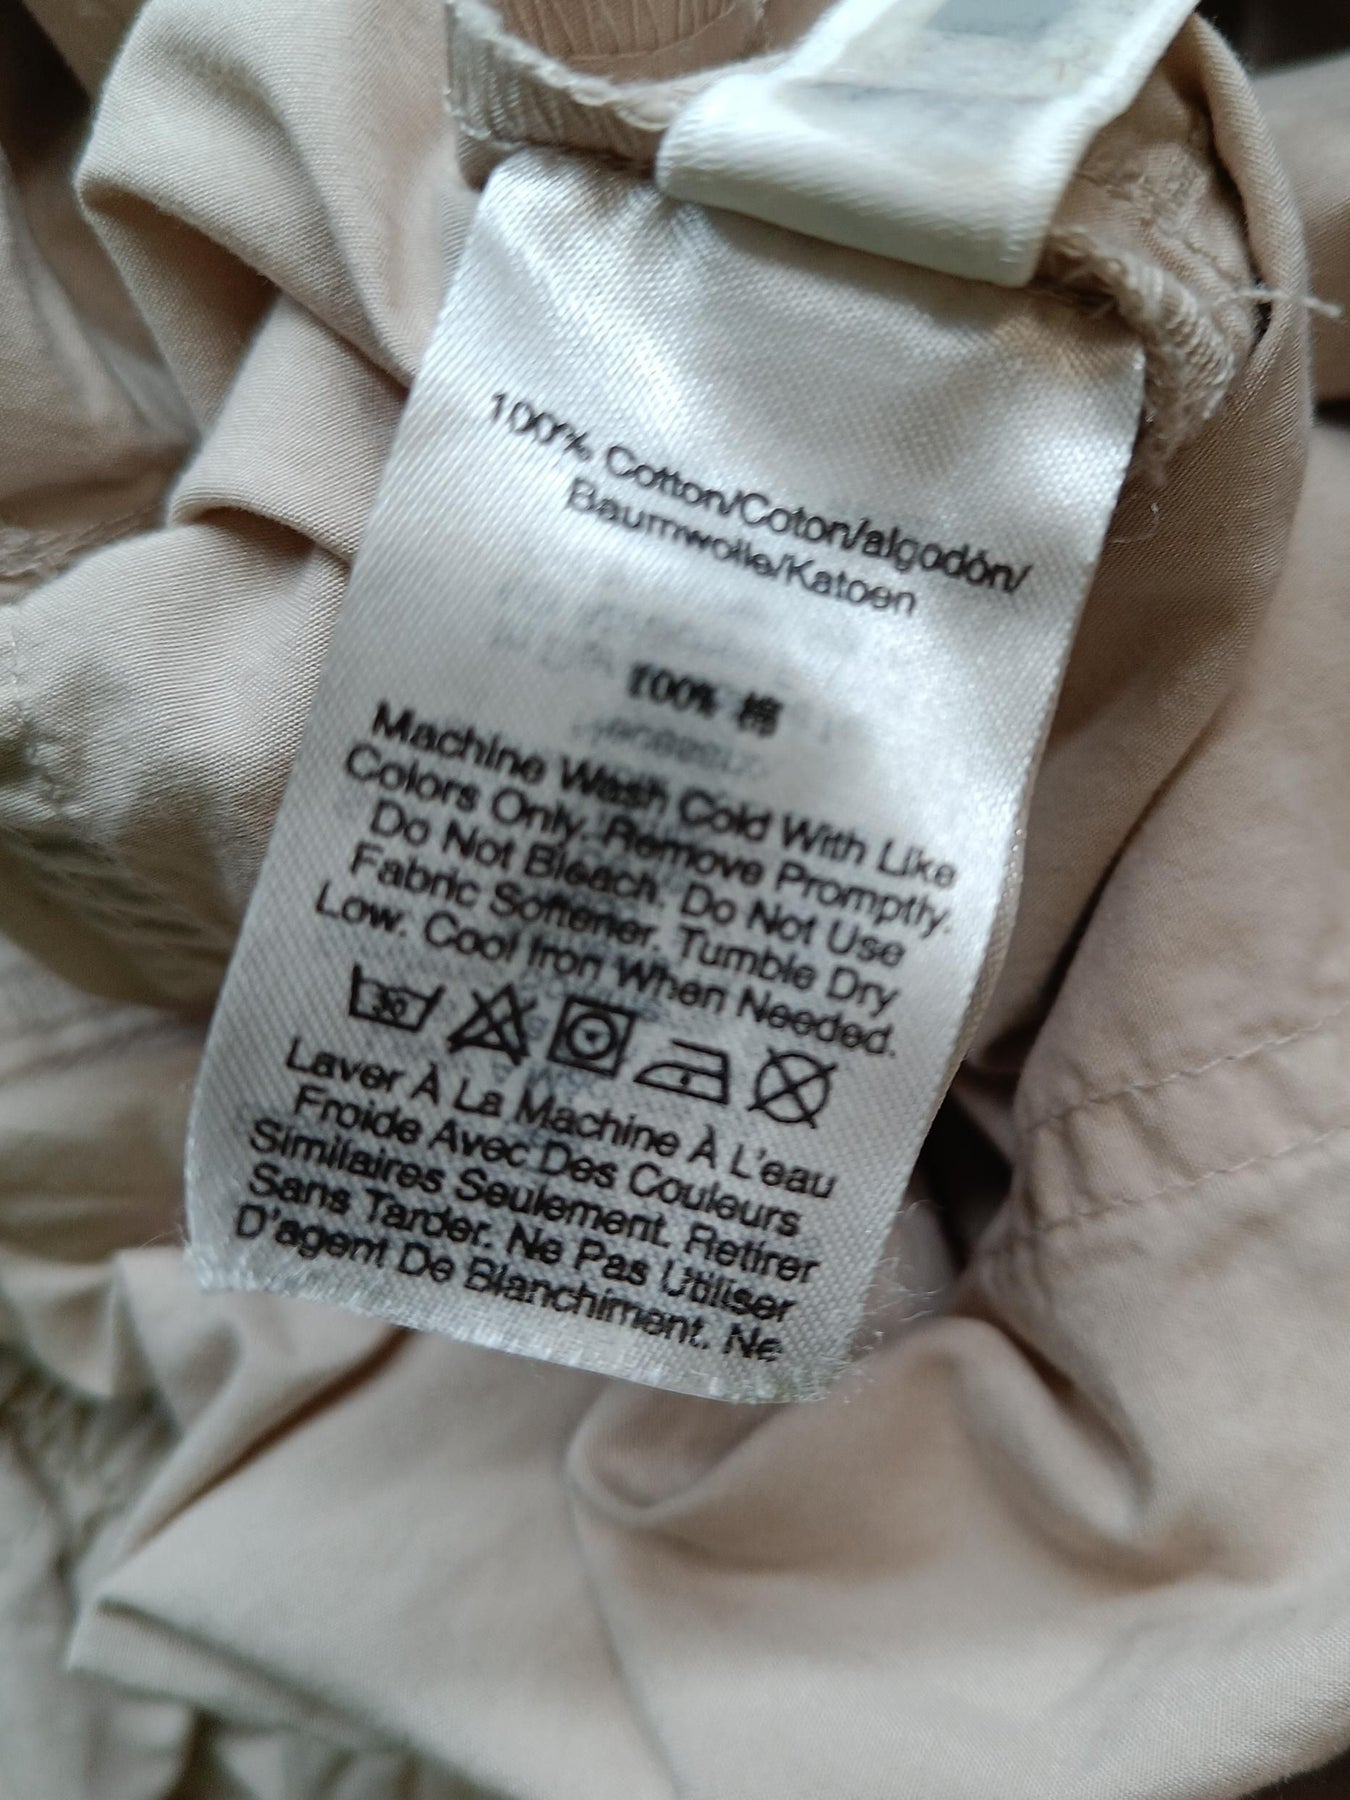 100% Cotton/Coton/algodón/
Baumwolle/Katoen
100% 棉
Machine Wash Cold With Like
Colors Only. Remove Promptly.
Do Not Bleach. Do Not Use
Fabric Softener. Tumble Dry
Low. Cool Iron When Needed.
30
Laver À La Machine À L'eau
Froide Avec Des Couleurs
Similaires Seulement. Retirer
Sans Tarder. Ne Pas Utiliser
D'agent De Blanchiment. Ne